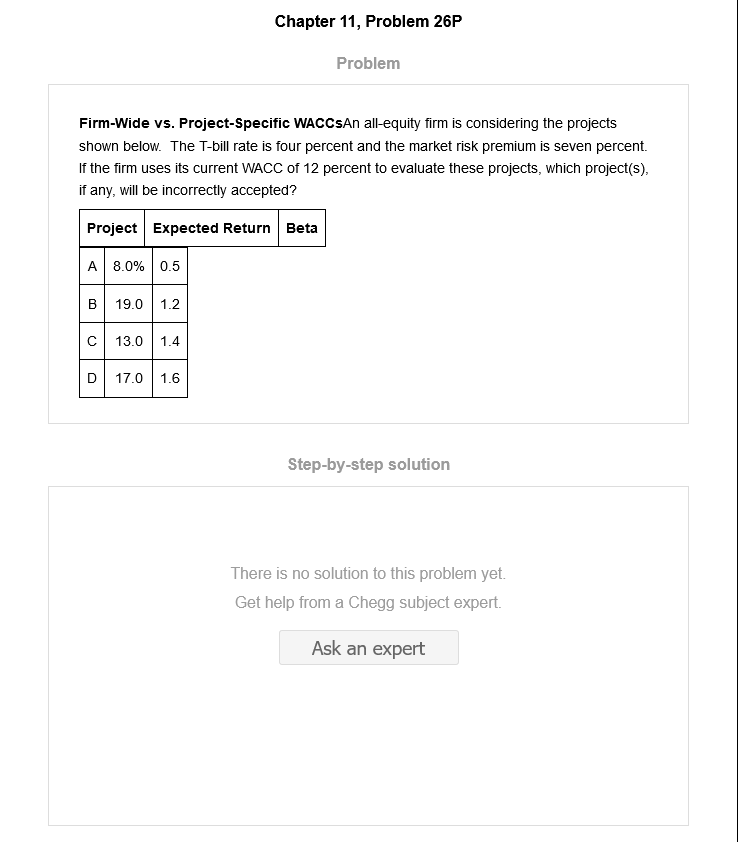 Chapter 11, Problem 26P
Problem
Firm-Wide vs. Project-Specific WACCsAn all-equity firm is considering the projects
shown below. The T-bill rate is four percent and the market risk premium is seven percent.
If the firm uses its current WACC of 12 percent to evaluate these projects, which project(s),
if any, will be incorrectly accepted?
Project Expected Return Beta
A 8.0% 0.5
B 19.0 1.2
C 13.0 1.4
D 17.0 1.6
Step-by-step solution
There is no solution to this problem yet.
Get help from a Chegg subject expert.
Ask an expert